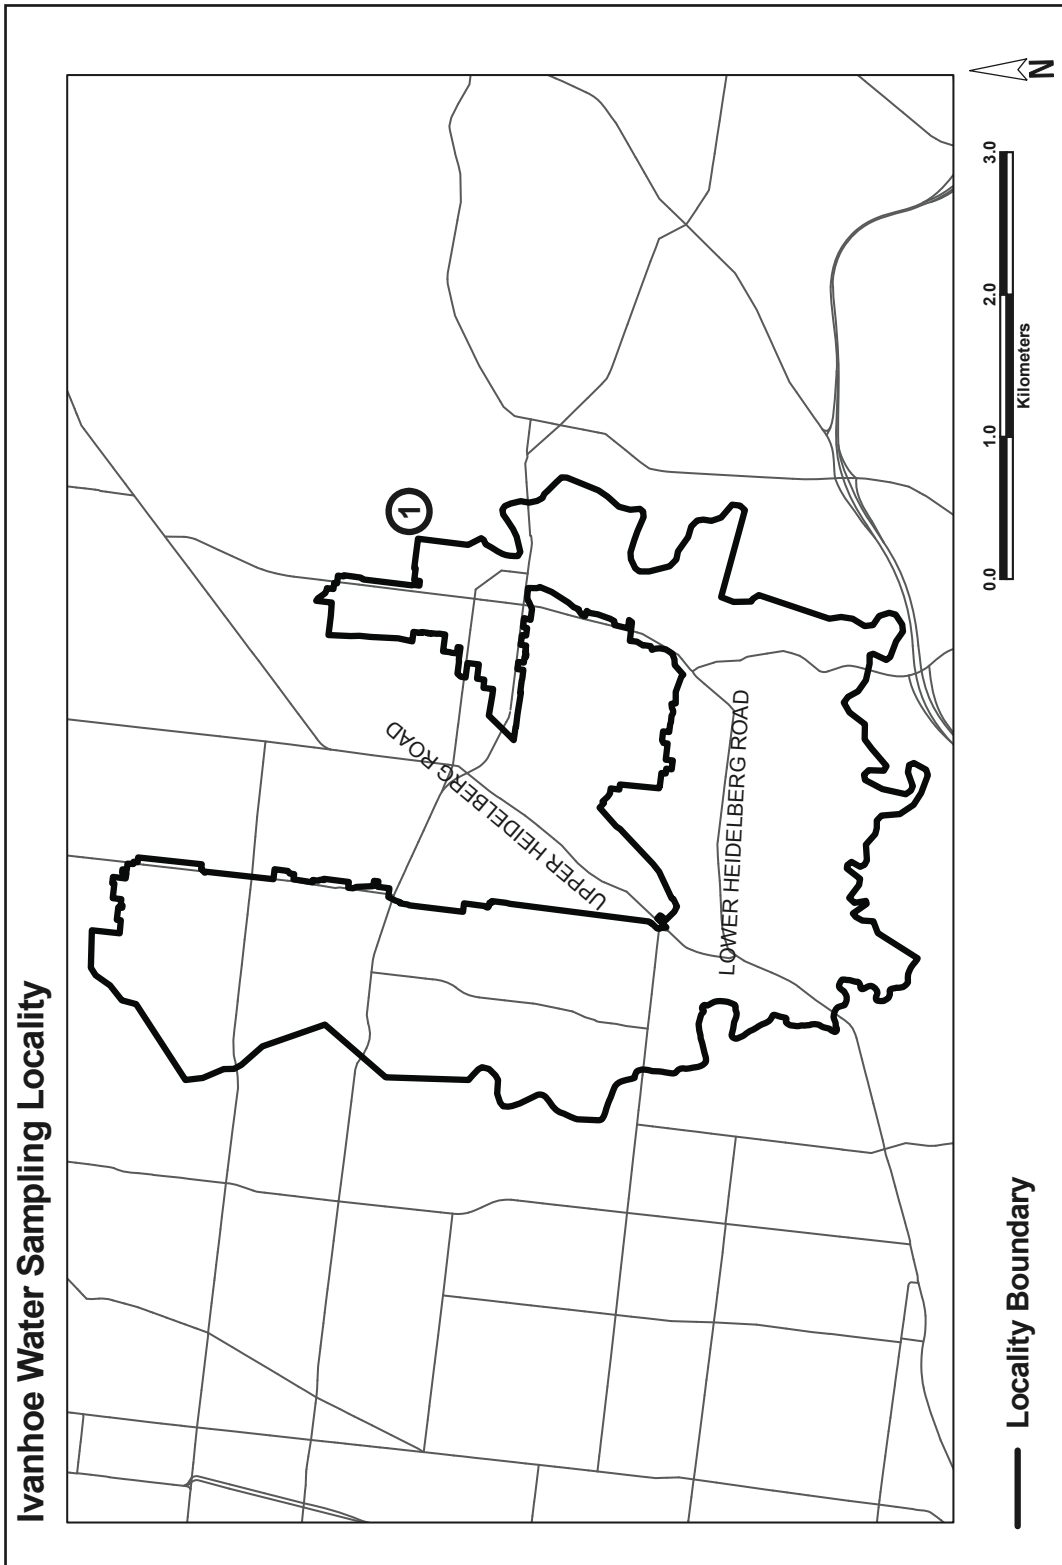 Ivanhoe Water Sampling Locality
1
UPPER HEIDELBERG ROAD
LOWER HEIDELBERG ROAD
Locality Boundary
0.0 1.0 2.0 3.0
Kilometers
N